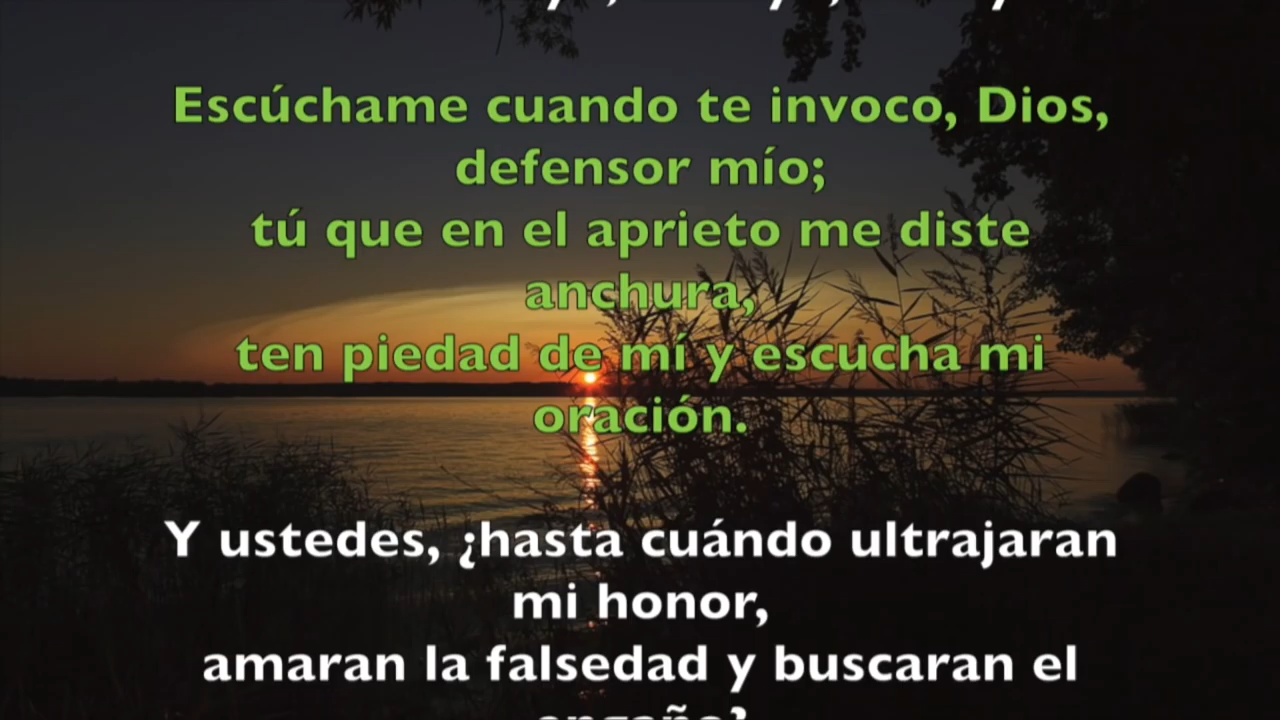 Escúchame cuando te invoco, Dios,
defensor mío;
tú que en el aprieto me diste
anchura,
ten piedad de mí y escucha mi
oración.
Y ustedes, ¿hasta cuándo ultrajaran
mi honor,
amaran la falsedad y buscaran el
engaño?